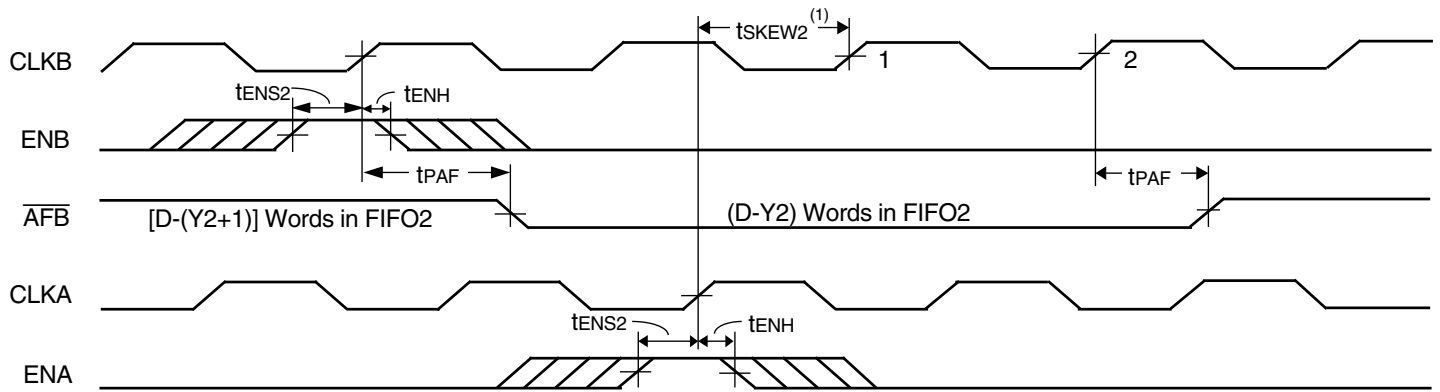 tSKEW2 (1)
CLKB
1
2
tENS2
tENH
ENB
tPAF
tPAF
AFB
[D-(Y2+1)] Words in FIFO2
(D-Y2) Words in FIFO2
CLKA
tENS2
tENH
ENA